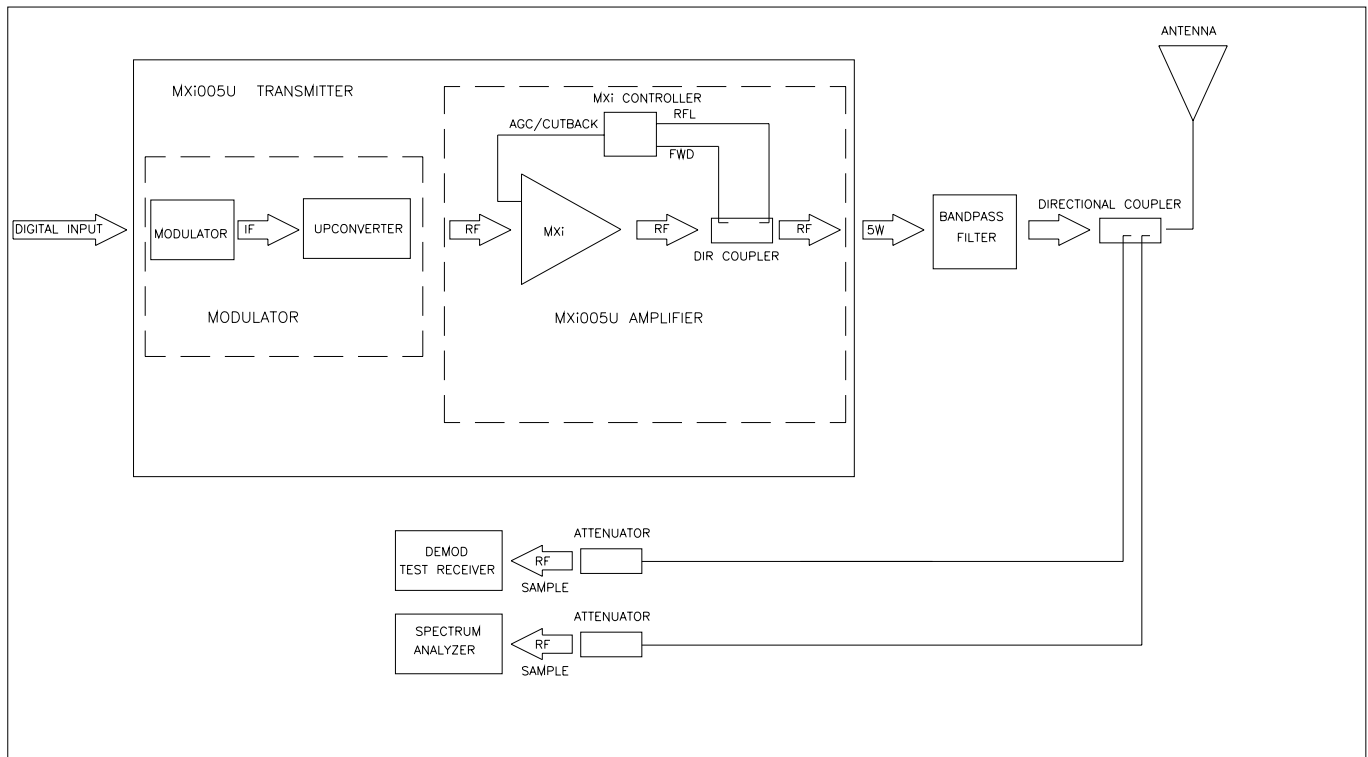 ANTENNA
MXi005U TRANSMITTER
MXi CONTROLLER
RFL
AGC/CUTBACK
FWD
DIRECTIONAL COUPLER
DIGITAL INPUT
MODULATOR
IF
UPCONVERTER
RF
MXi
RF
RF
5W
BANDPASS
FILTER
DIR COUPLER
MODULATOR
MXi005U AMPLIFIER
ATTENUATOR
DEMOD
TEST RECEIVER
RF
SAMPLE
ATTENUATOR
SPECTRUM
ANALYZER
RF
SAMPLE